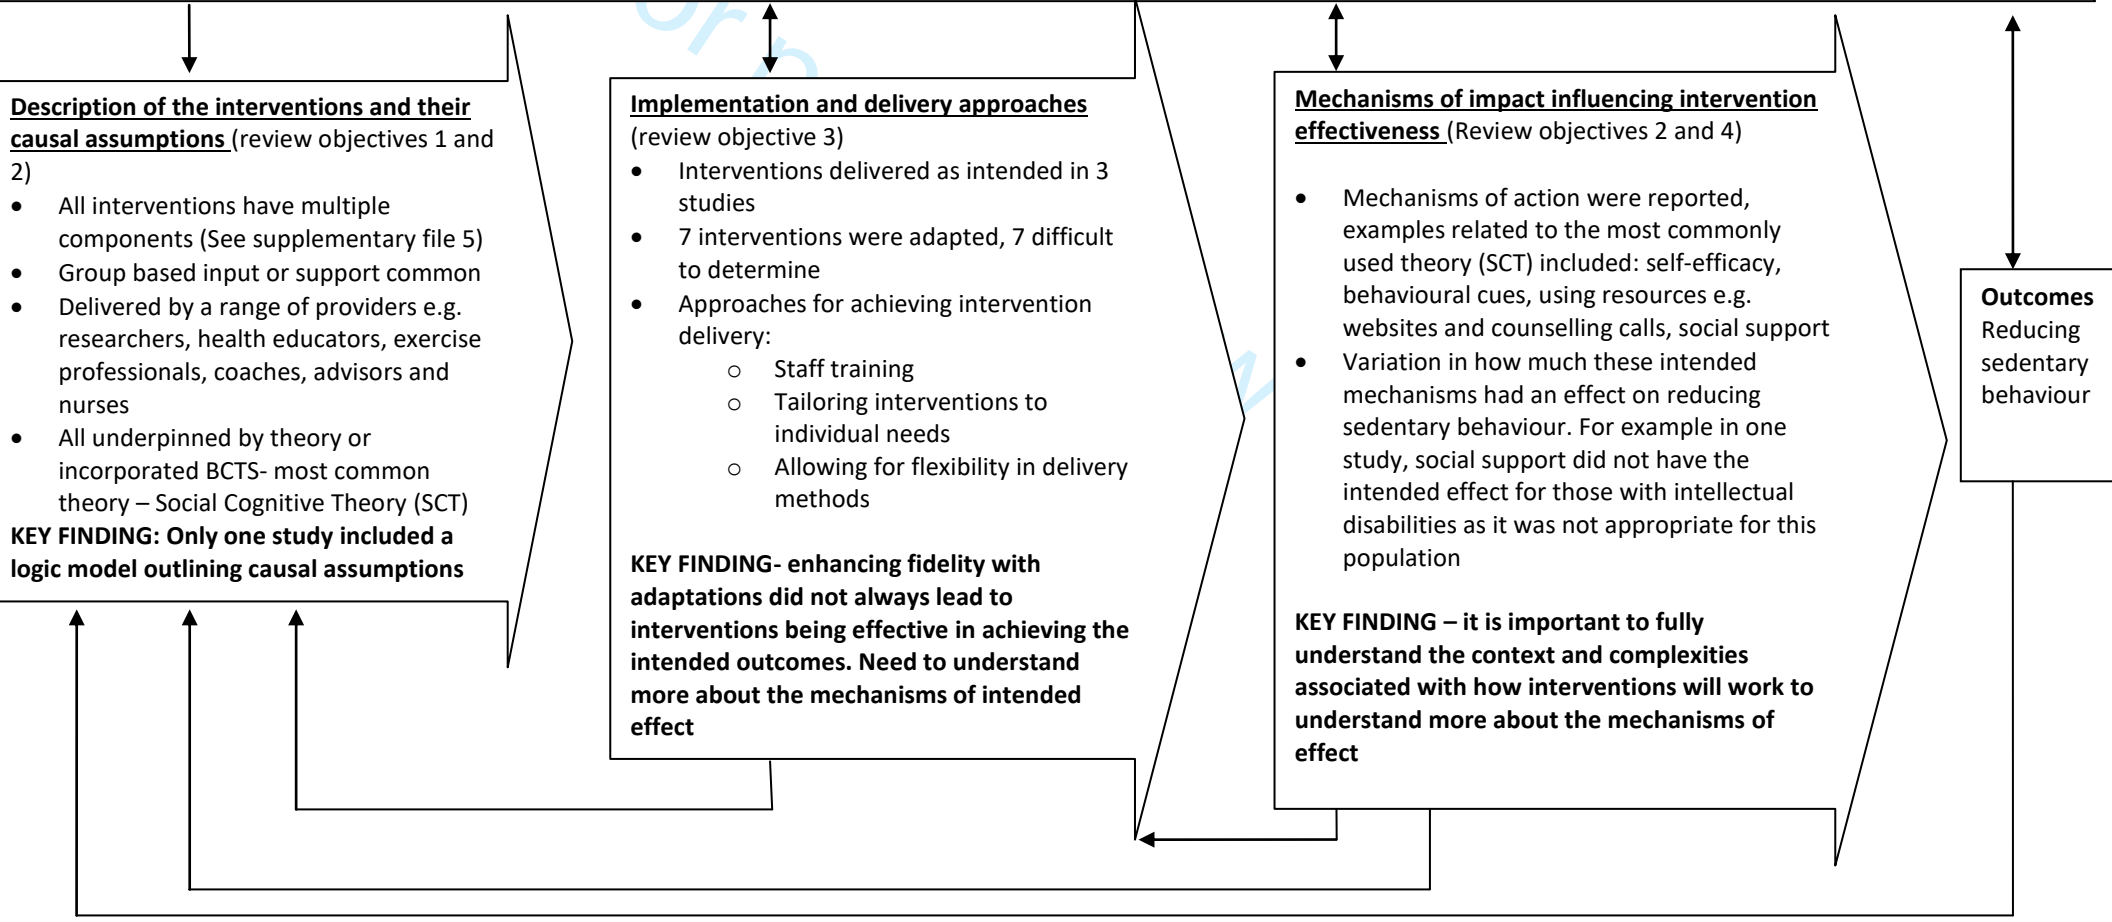 Description of the interventions and their
causal assumptions (review objectives 1 and
2)
• All interventions have multiple
components (See supplementary file 5)
• Group based input or support common
• Delivered by a range of providers e.g.
researchers, health educators, exercise
professionals, coaches, advisors and
nurses
• All underpinned by theory or
incorporated BCTS- most common
theory – Social Cognitive Theory (SCT)
KEY FINDING: Only one study included a
logic model outlining causal assumptions
Implementation and delivery approaches
(review objective 3)
• Interventions delivered as intended in 3
studies
• 7 interventions were adapted, 7 difficult
to determine
• Approaches for achieving intervention
delivery:
o Staff training
o Tailoring interventions to
individual needs
o Allowing for flexibility in delivery
methods
KEY FINDING- enhancing fidelity with
adaptations did not always lead to
interventions being effective in achieving the
intended outcomes. Need to understand
more about the mechanisms of intended
effect
Mechanisms of impact influencing intervention
effectiveness (Review objectives 2 and 4)
• Mechanisms of action were reported,
examples related to the most commonly
used theory (SCT) included: self-efficacy,
behavioural cues, using resources e.g.
websites and counselling calls, social support
• Variation in how much these intended
mechanisms had an effect on reducing
sedentary behaviour. For example in one
study, social support did not have the
intended effect for those with intellectual
disabilities as it was not appropriate for this
population
KEY FINDING – it is important to fully
understand the context and complexities
associated with how interventions will work to
understand more about the mechanisms of
effect
Outcomes
Reducing
sedentary
behaviour